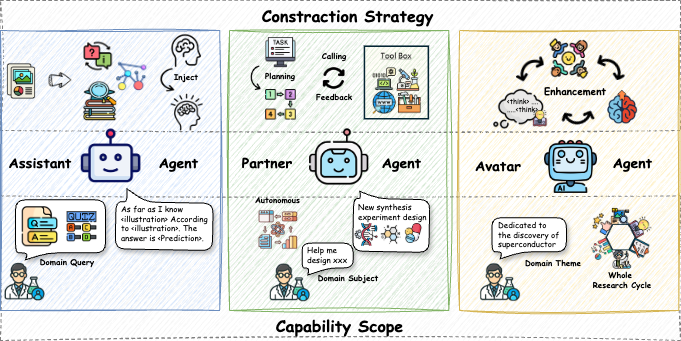 Constraction Strategy
Inject
TASK
Planning
Calling
Feedback
Tool Box
1
2
4
3
Enhancement
<think> ...
...<think>
Assistant
Agent
Partner
Agent
Avatar
AI
Agent
QUIZ
Q
A
A
C
B
D
As far as I know
<illustration> According
to <illustration>. The
answer is <Prediction>.
Domain Query
Autonomous
New synthesis
experiment design
Help me
design xxx
Domain Subject
Dedicated to
the discovery of
superconductor
Domain Theme
Whole
Research Cycle
Capability Scope